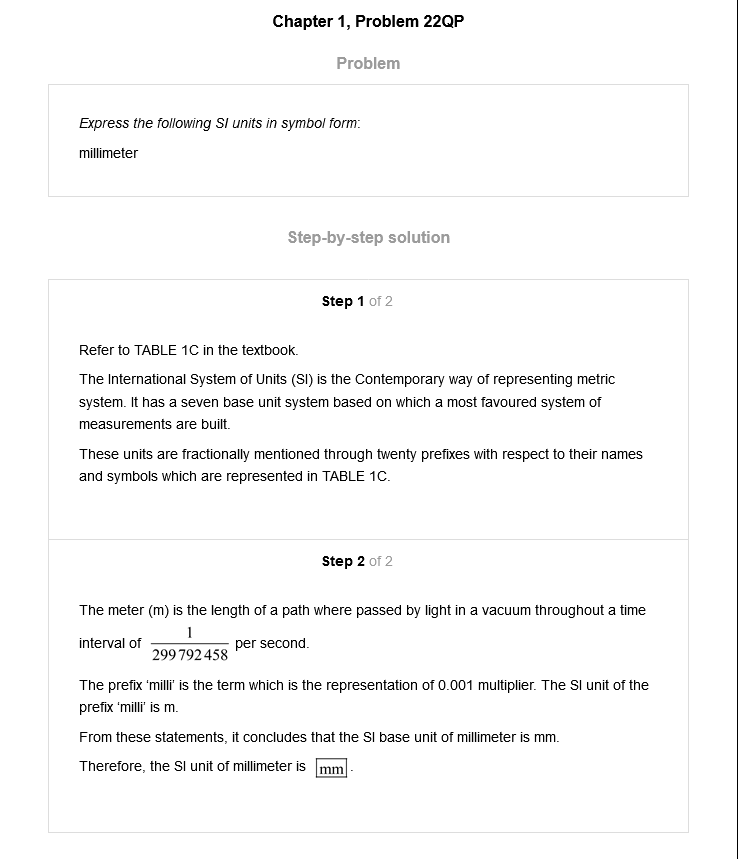 Chapter 1, Problem 22QP
Problem
Express the following SI units in symbol form:
millimeter
Step-by-step solution
Step 1 of 2
Refer to TABLE 1C in the textbook.
The International System of Units (SI) is the Contemporary way of representing metric
system. It has a seven base unit system based on which a most favoured system of
measurements are built.
These units are fractionally mentioned through twenty prefixes with respect to their names
and symbols which are represented in TABLE 1C.
Step 2 of 2
The meter (m) is the length of a path where passed by light in a vacuum throughout a time
interval of 1/299 792 458 per second.
The prefix ‘milli’ is the term which is the representation of 0.001 multiplier. The SI unit of the
prefix ‘milli’ is m.
From these statements, it concludes that the SI base unit of millimeter is mm.
Therefore, the SI unit of millimeter is mm.